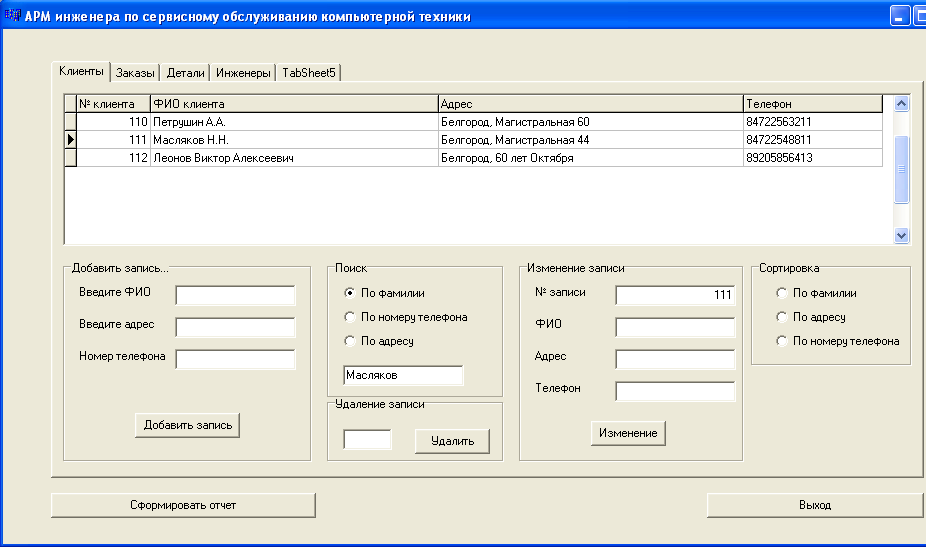 АРМ инженера по сервисному обслуживанию компьютерной техники
Клиенты Заказы Детали Инженеры TabSheet5
№ клиента ФИО клиента Адрес Телефон
110 Петрушин А.А. Белгород, Магистральная 60 84722563211
111 Масляков Н.Н. Белгород, Магистральная 44 84722548811
112 Леонов Виктор Алексеевич Белгород, 60 лет Октября 89205856413
Добавить запись...
Введите ФИО
Введите адрес
Номер телефона
Добавить запись
Поиск
По фамилии
По номеру телефона
По адресу
Масляков
Удаление записи
Удалить
Изменение записи
№ записи 111
ФИО
Адрес
Телефон
Изменение
Сортировка
По фамилии
По адресу
По номеру телефона
Сформировать отчет
Выход